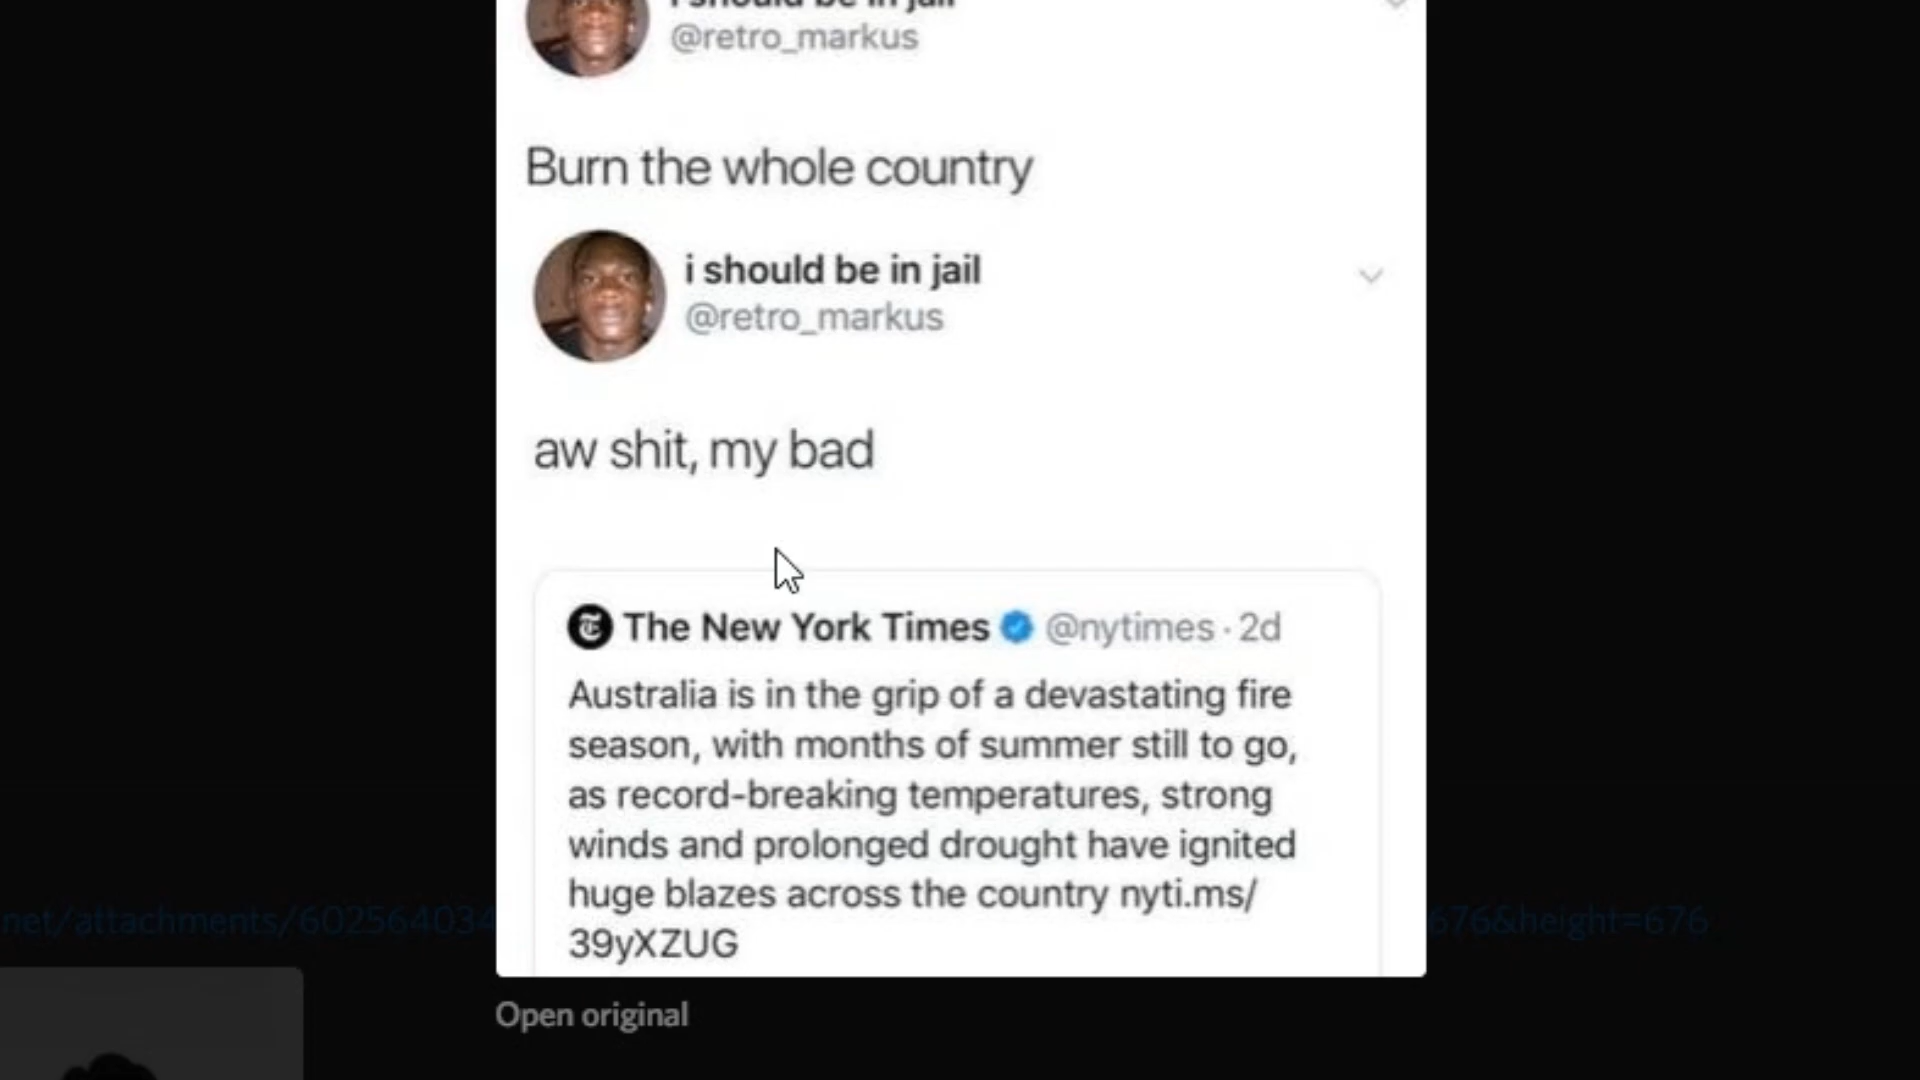 i should be in jail
@retro_markus
Burn the whole country
i should be in jail
@retro_markus
aw shit, my bad
The New York Times @nytimes · 2d
Australia is in the grip of a devastating fire
season, with months of summer still to go,
as record-breaking temperatures, strong
winds and prolonged drought have ignited
huge blazes across the country nyti.ms/
39yXZUG
net/attachments/602564034
676&height=676
Open original